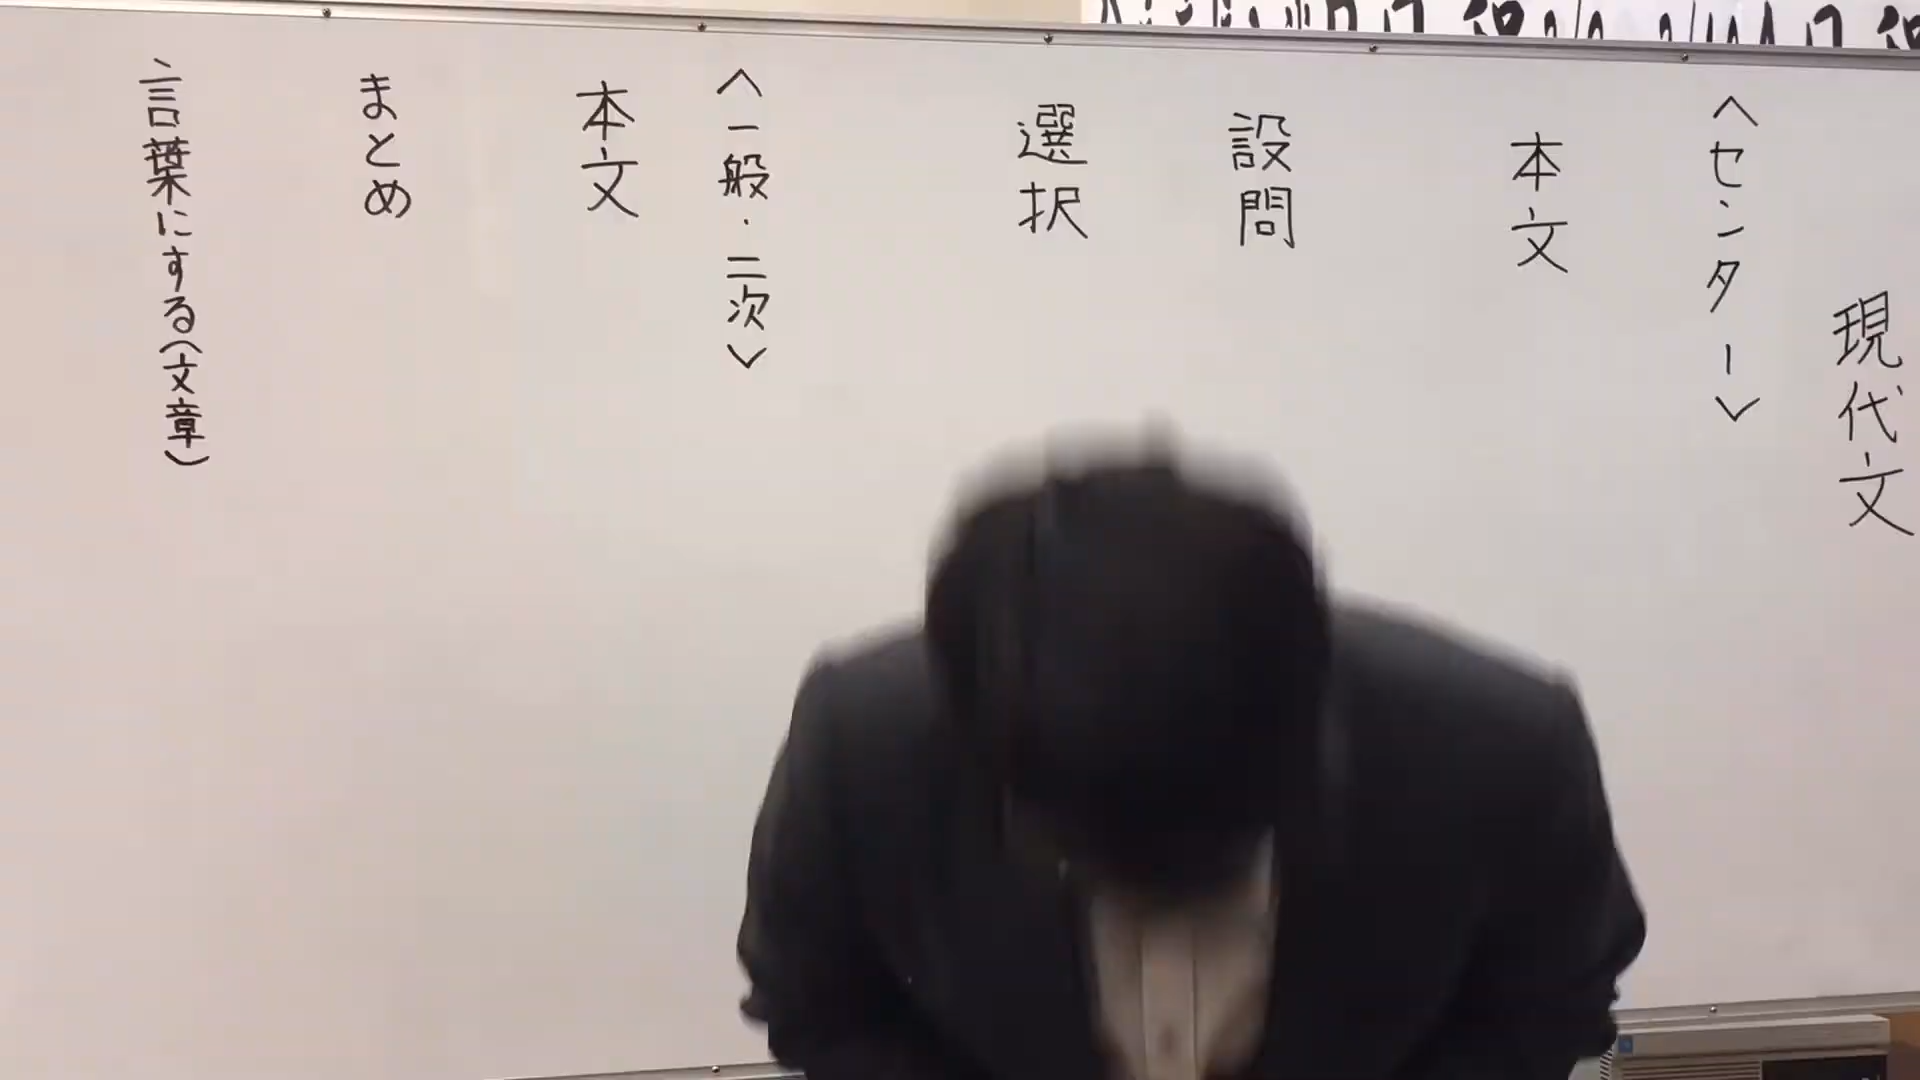 現代文
〈センター〉
本文
設問
選択
〈一般・二次〉
本文
まとめ
言葉にする(文章)